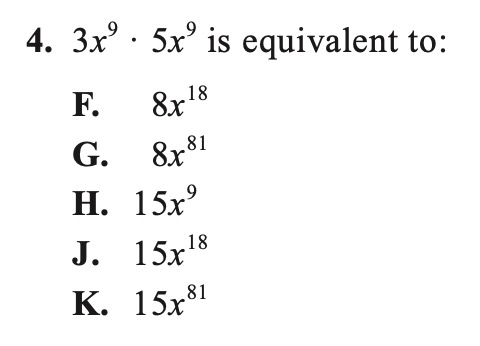 4. 3x⁹ · 5x⁹ is equivalent to:
F. 8x¹⁸
G. 8x⁸¹
H. 15x⁹
J. 15x¹⁸
K. 15x⁸¹